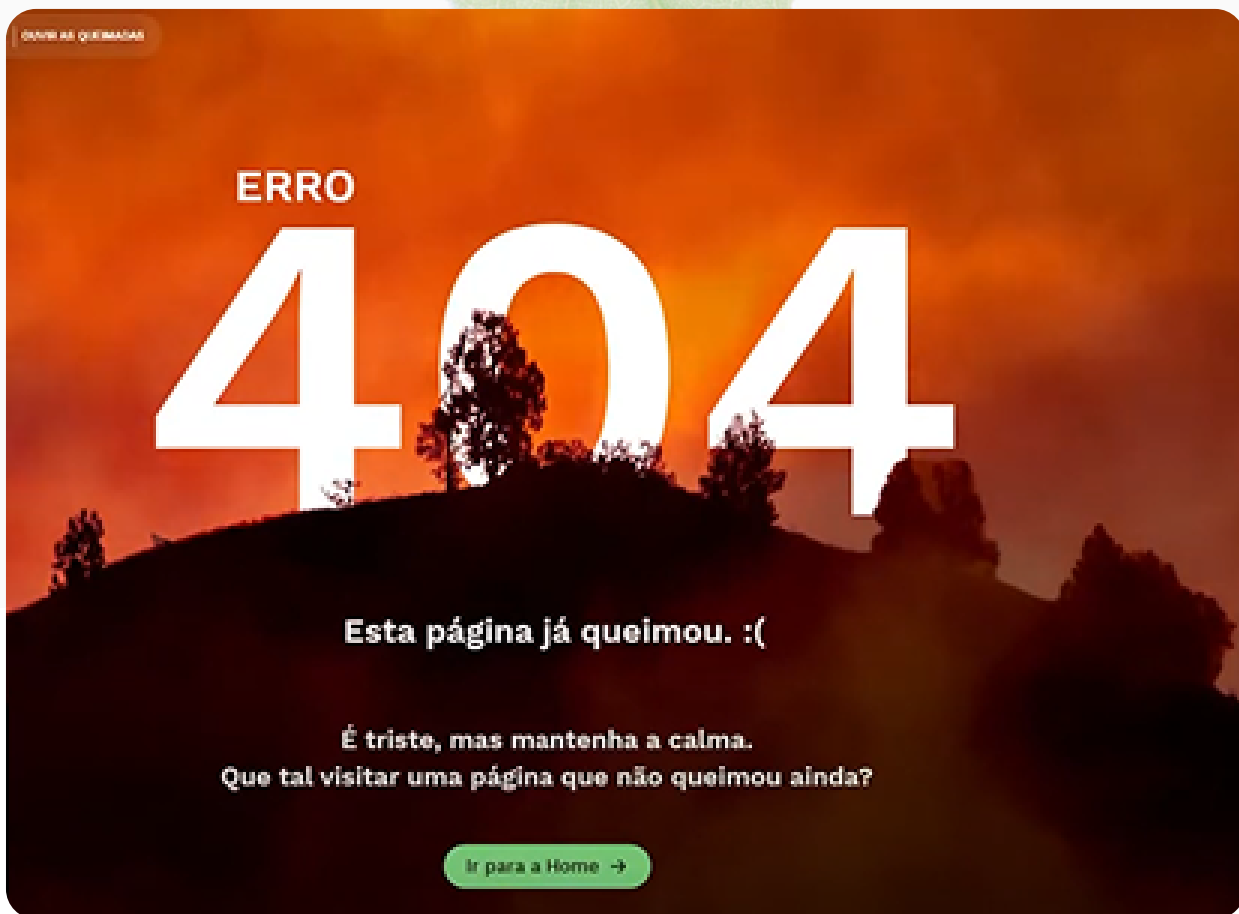 OUVIR AS QUEIMADAS
ERRO
404
Esta página já queimou. :(
É triste, mas mantenha a calma.
Que tal visitar uma página que não queimou ainda?
Ir para a Home →